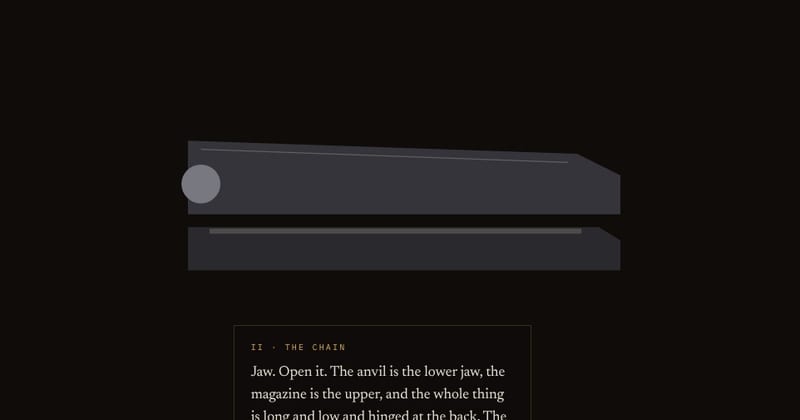 II · THE CHAIN
Jaw. Open it. The anvil is the lower jaw, the
magazine is the upper, and the whole thing
is long and low and hinged at the back. The